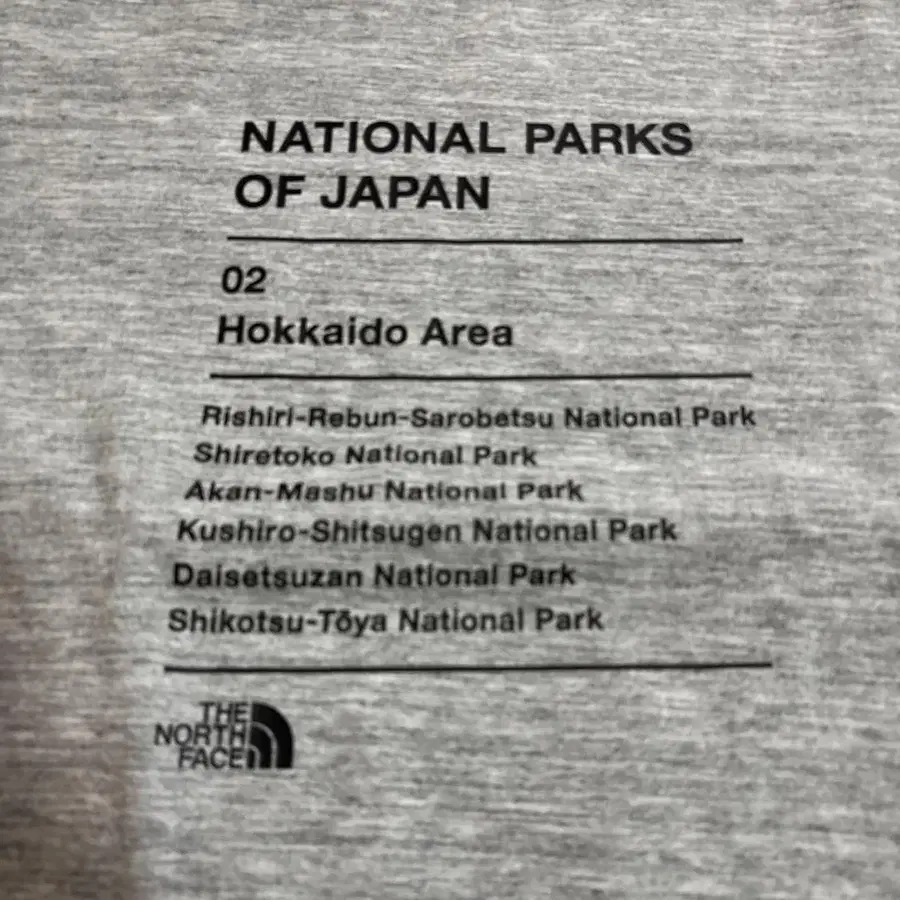 NATIONAL PARKS
OF JAPAN
02
Hokkaido Area
Rishiri-Rebun-Sarobetsu National Park
Shiretoko National Park
Akan-Mashu National Park
Kushiro-Shitsugen National Park
Daisetsuzan National Park
Shikotsu-Tōya National Park
THE
NORTH
FACE